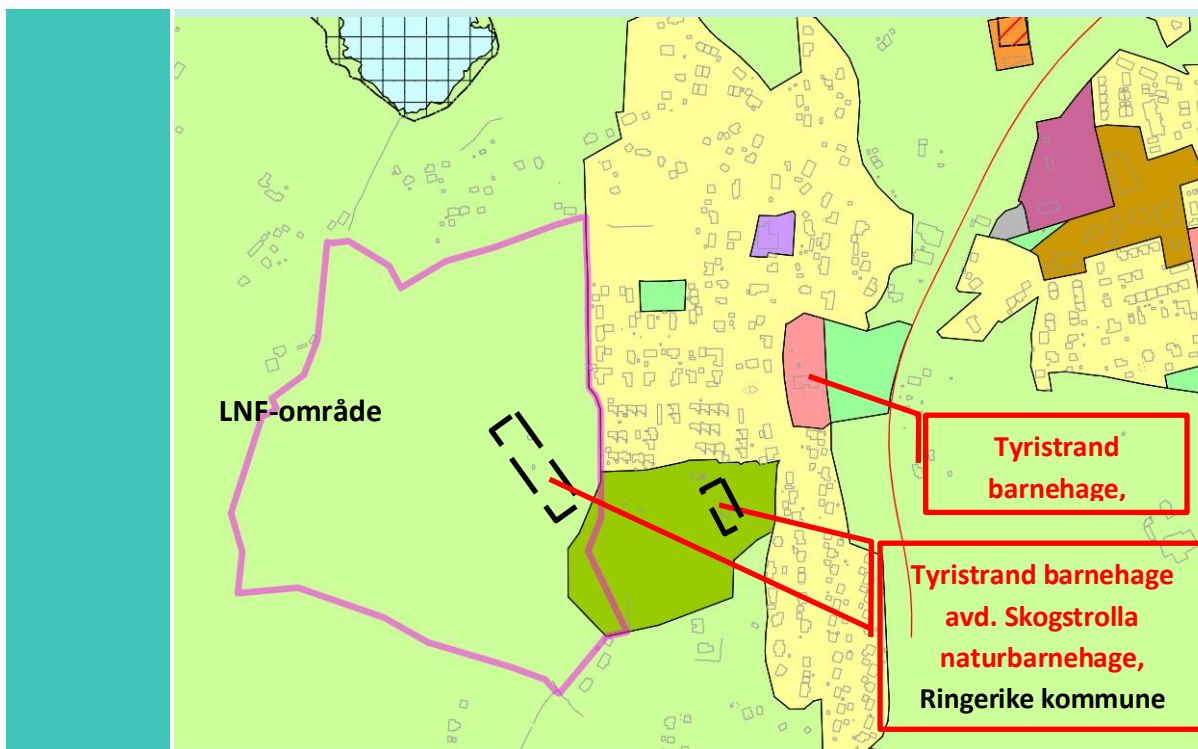 LNF-område
Tyristrand
barnehage,
Tyristrand barnehage
avd. Skogstrolla
naturbarnehage,
Ringerike kommune